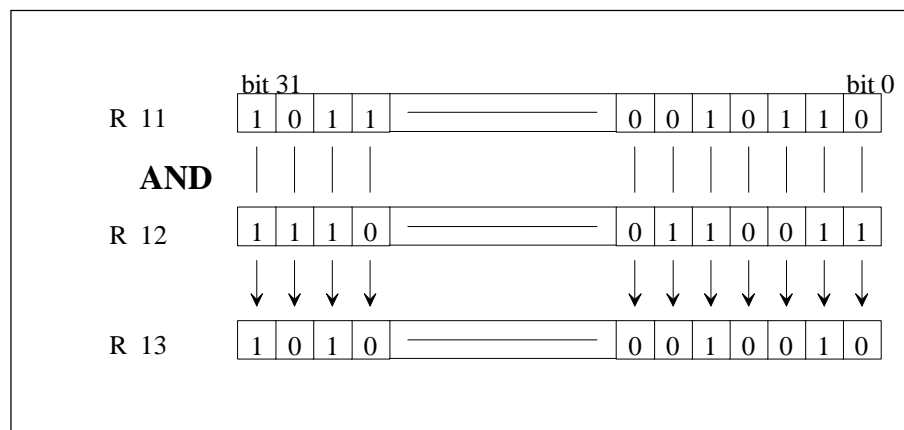 bit 31 bit 0
R 11 1 0 1 1 0 0 1 0 1 1 0
AND
R 12 1 1 1 0 0 1 1 0 0 1 1
R 13 1 0 1 0 0 0 1 0 0 1 0